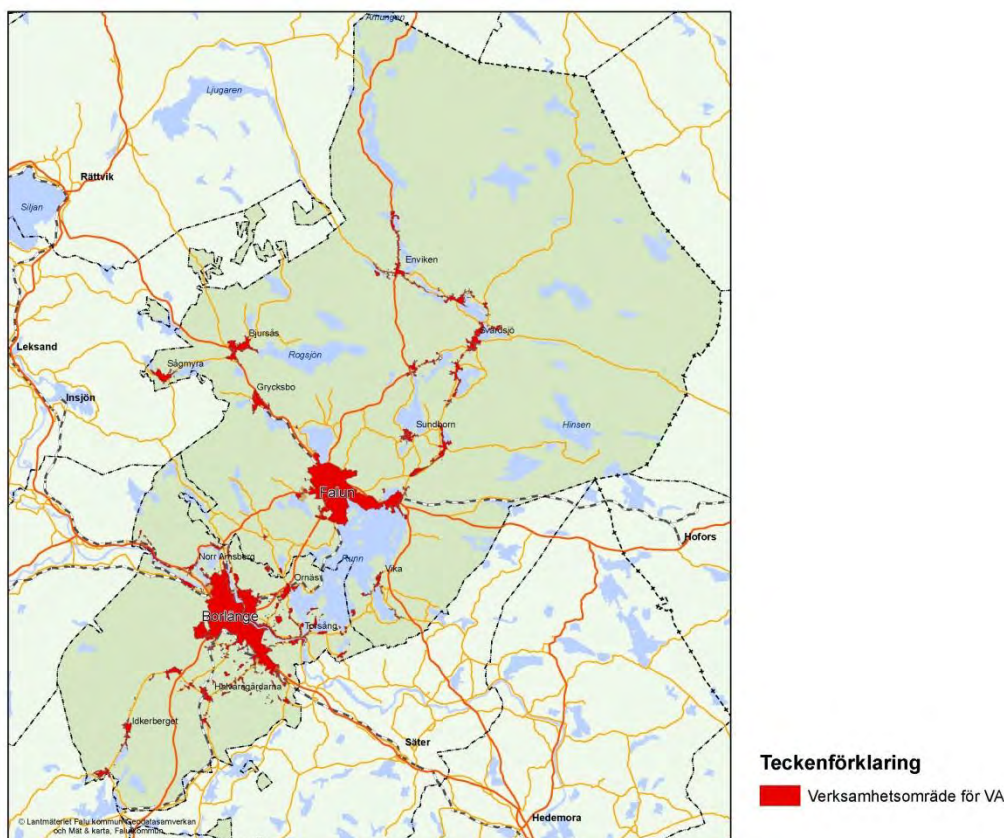 Amungen
Ljugaren
Rättvik
Siljan
Enviken
Svärdsjö
Bjursås
Leksand
Rogsjön
Sågmyra
Grycksbo
Insjön
Sundborn
Hinsen
Falun
Hofors
Norr Amsberg
Runn
Vika
Ornäs
Borlänge
Torsång
Halvarsgårdarna
Idkerberget
Säter
Teckenförklaring
Verksamhetsområde för VA
Hedemora
© Lantmäteriet Falu kommun Geodatasamverkan
och Mät & karta, Falu kommun